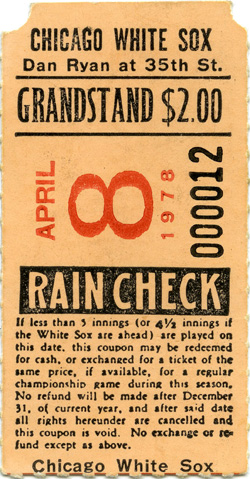 CHICAGO WHITE SOX
Dan Ryan at 35th St.
GRANDSTAND $2.00
APRIL
8
1978
000012
RAIN CHECK
If less than 5 innings (or 4½ innings if
the White Sox are ahead) are played on
this date, this coupon may be redeemed
for cash, or exchanged for a ticket of the
same price, if available, for a regular
championship game during this season.
No refund will be made after December
31, of current year, and after said date
all rights hereunder are cancelled and
this coupon is void. No exchange or re-
fund except as above.
Chicago White Sox